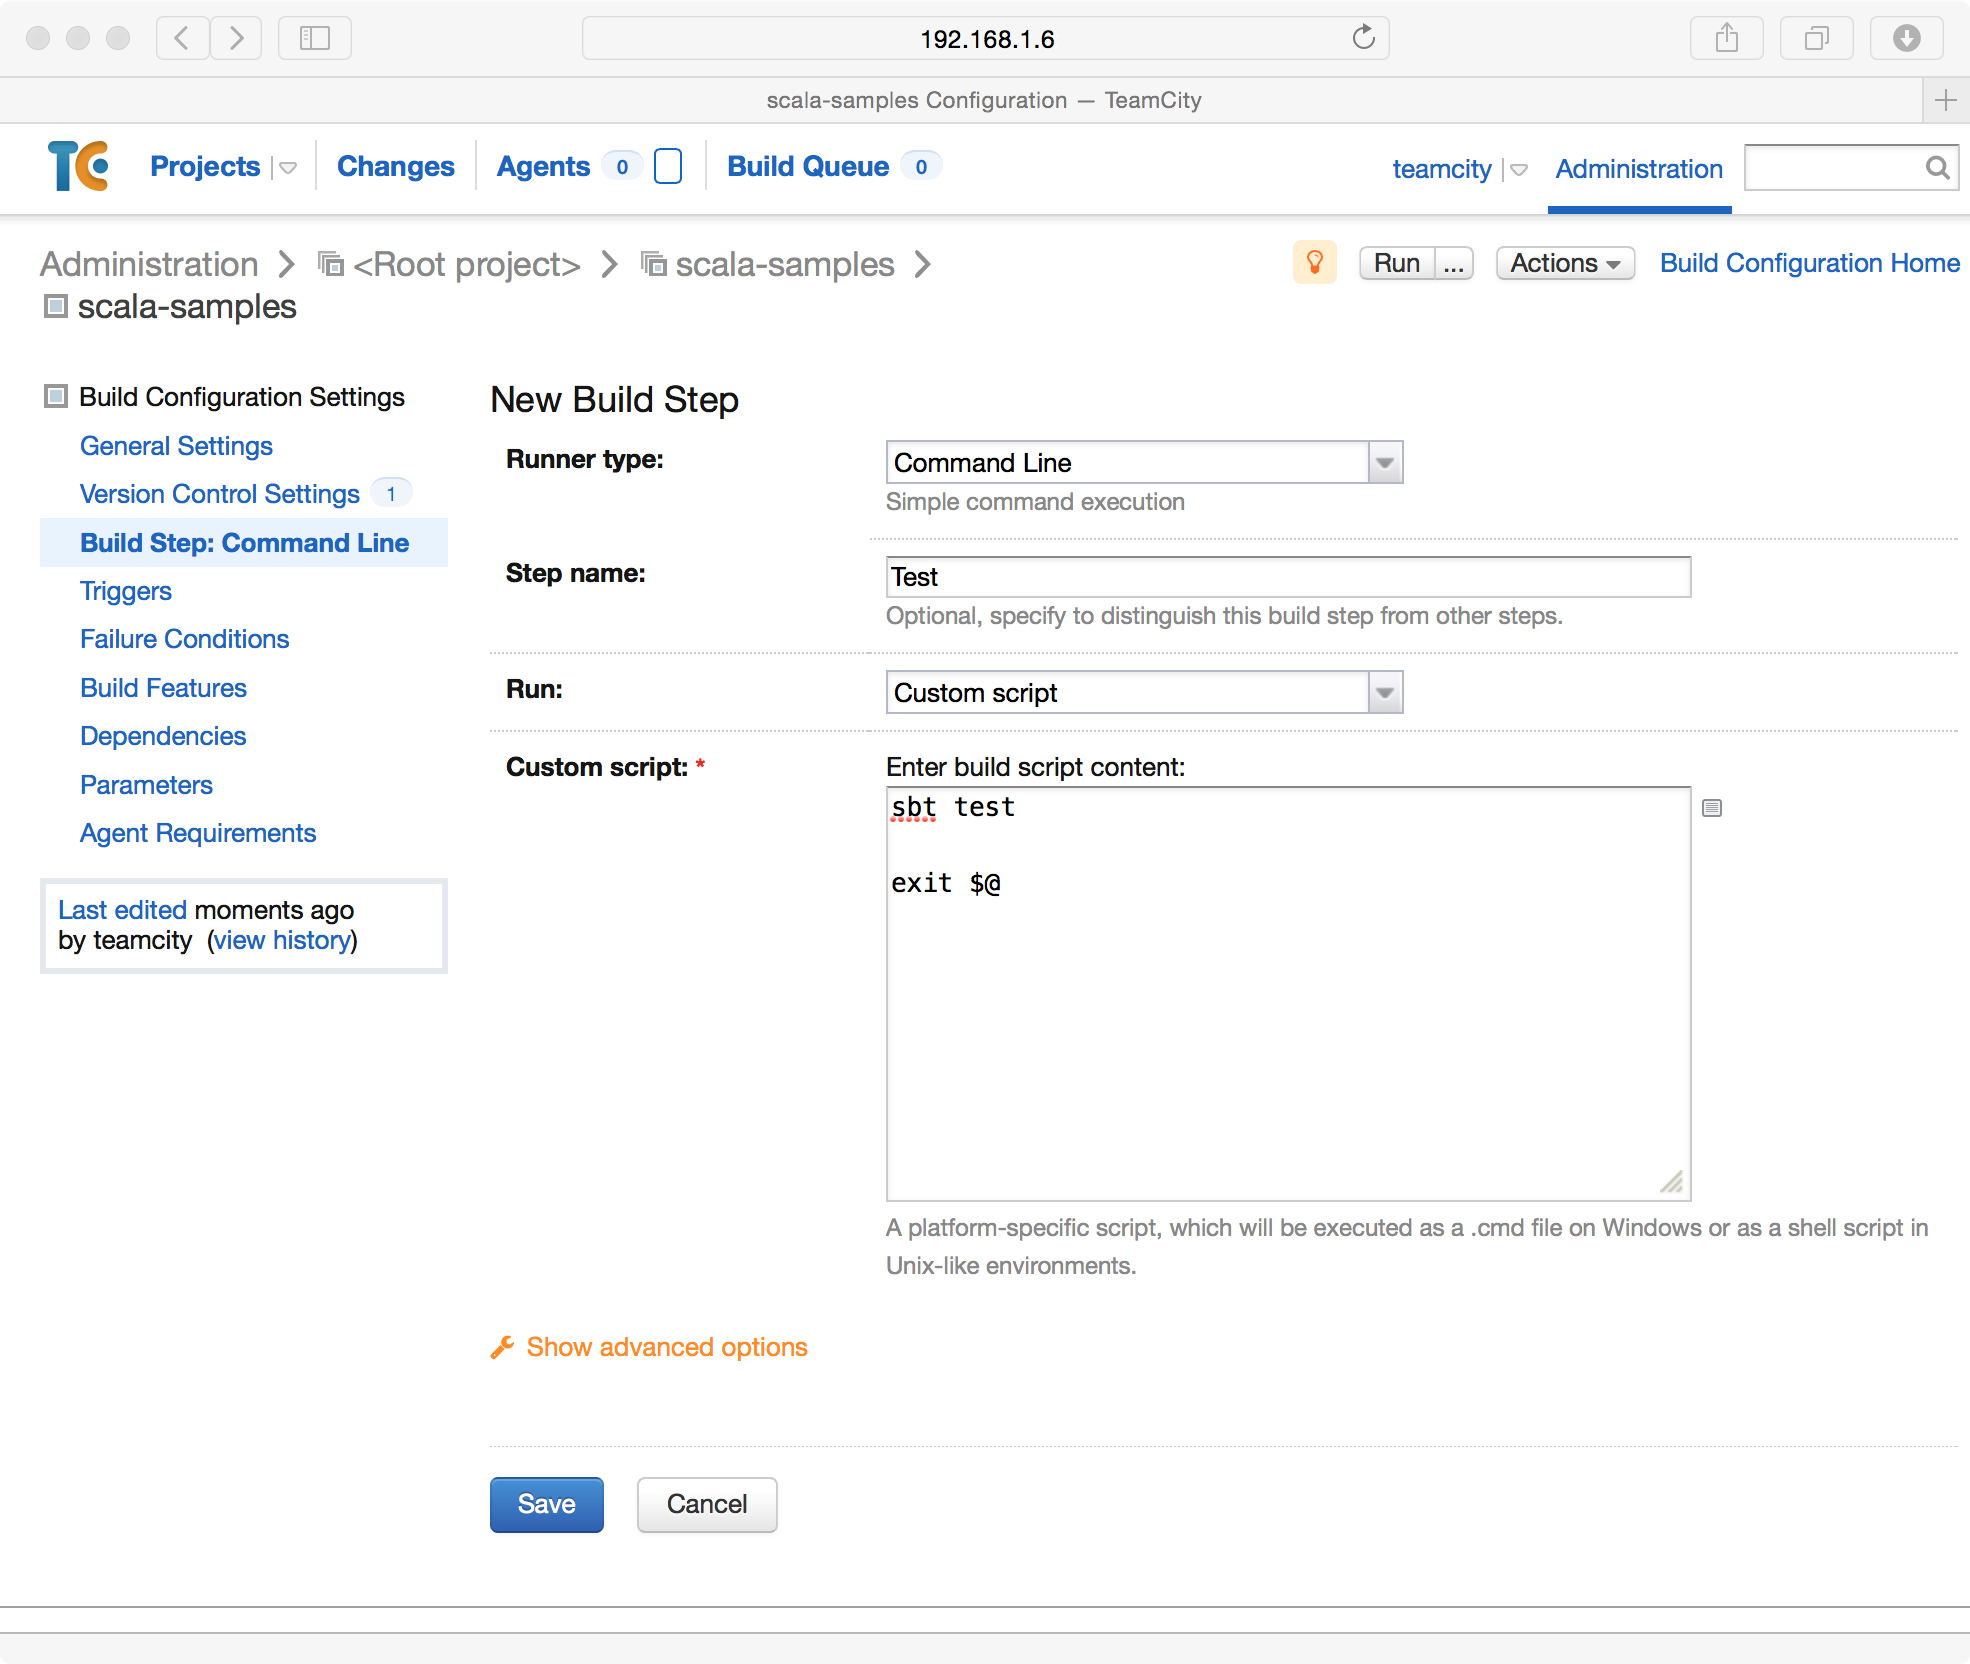 192.168.1.6
scala-samples Configuration — TeamCity
TC Projects Changes Agents 0 Build Queue 0 teamcity Administration
Administration <Root project> scala-samples
scala-samples
Run ... Actions Build Configuration Home
Build Configuration Settings
General Settings
Version Control Settings 1
Build Step: Command Line
Triggers
Failure Conditions
Build Features
Dependencies
Parameters
Agent Requirements
Last edited moments ago
by teamcity (view history)
New Build Step
Runner type: Command Line
Simple command execution
Step name: Test
Optional, specify to distinguish this build step from other steps.
Run: Custom script
Custom script: * Enter build script content:
sbt test
exit $@
A platform-specific script, which will be executed as a .cmd file on Windows or as a shell script in
Unix-like environments.
Show advanced options
Save Cancel